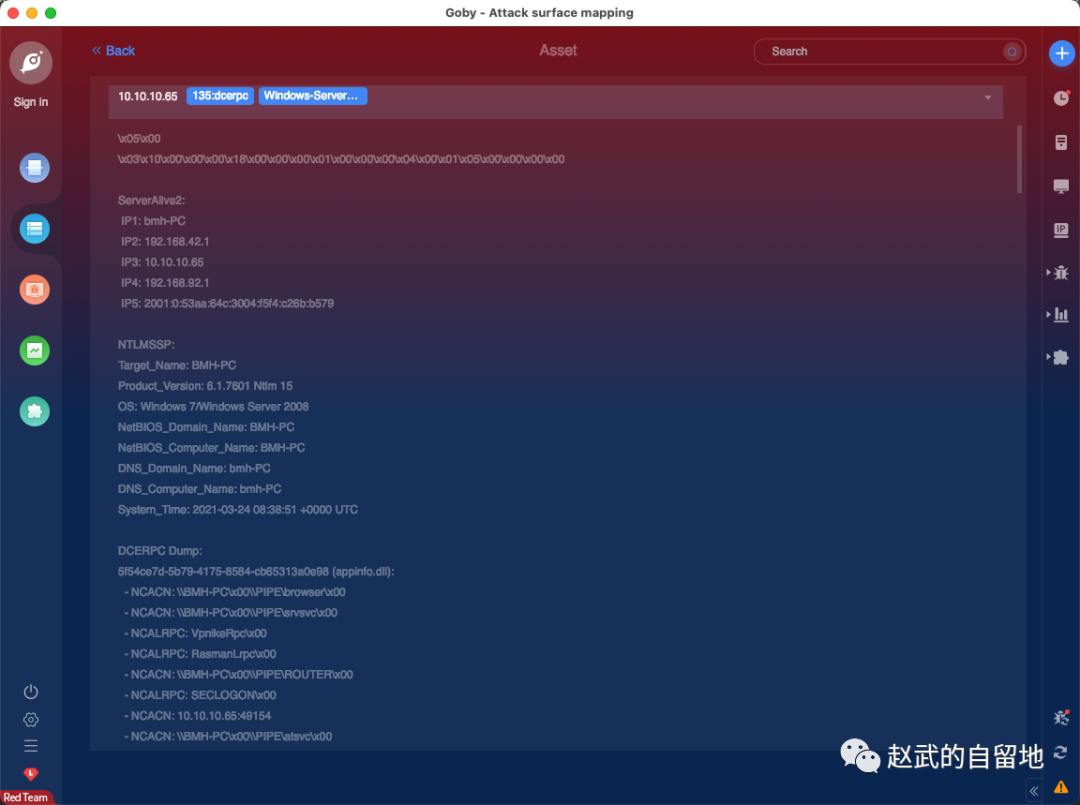 Goby - Attack surface mapping
« Back
Asset
Search
Sign in
10.10.10.65 135:dcerpc Windows-Server...
\x05\x00
\x03\x10\x00\x00\x00\x18\x00\x00\x00\x01\x00\x00\x00\x04\x00\x01\x05\x00\x00\x00\x00
ServerAlive2:
IP1: bmh-PC
IP2: 192.168.42.1
IP3: 10.10.10.65
IP4: 192.168.92.1
IP5: 2001:0:53aa:64c:3004:f5f4:c26b:b579
NTLMSSP:
Target_Name: BMH-PC
Product_Version: 6.1.7601 Ntlm 15
OS: Windows 7/Windows Server 2008
NetBIOS_Domain_Name: BMH-PC
NetBIOS_Computer_Name: BMH-PC
DNS_Domain_Name: bmh-PC
DNS_Computer_Name: bmh-PC
System_Time: 2021-03-24 08:38:51 +0000 UTC
DCERPC Dump:
5f54ce7d-5b79-4175-8584-cb65313a0e98 (appinfo.dll):
- NCACN: \\BMH-PC\x00\\PIPE\browser\x00
- NCACN: \\BMH-PC\x00\\PIPE\srvsvc\x00
- NCALRPC: VpnikeRpc\x00
- NCALRPC: RasmanLrpc\x00
- NCACN: \\BMH-PC\x00\\PIPE\ROUTER\x00
- NCALRPC: SECLOGON\x00
- NCACN: 10.10.10.65:49154
- NCACN: \\BMH-PC\x00\\PIPE\atsvc\x00
IP
Red Team
赵武的自留地